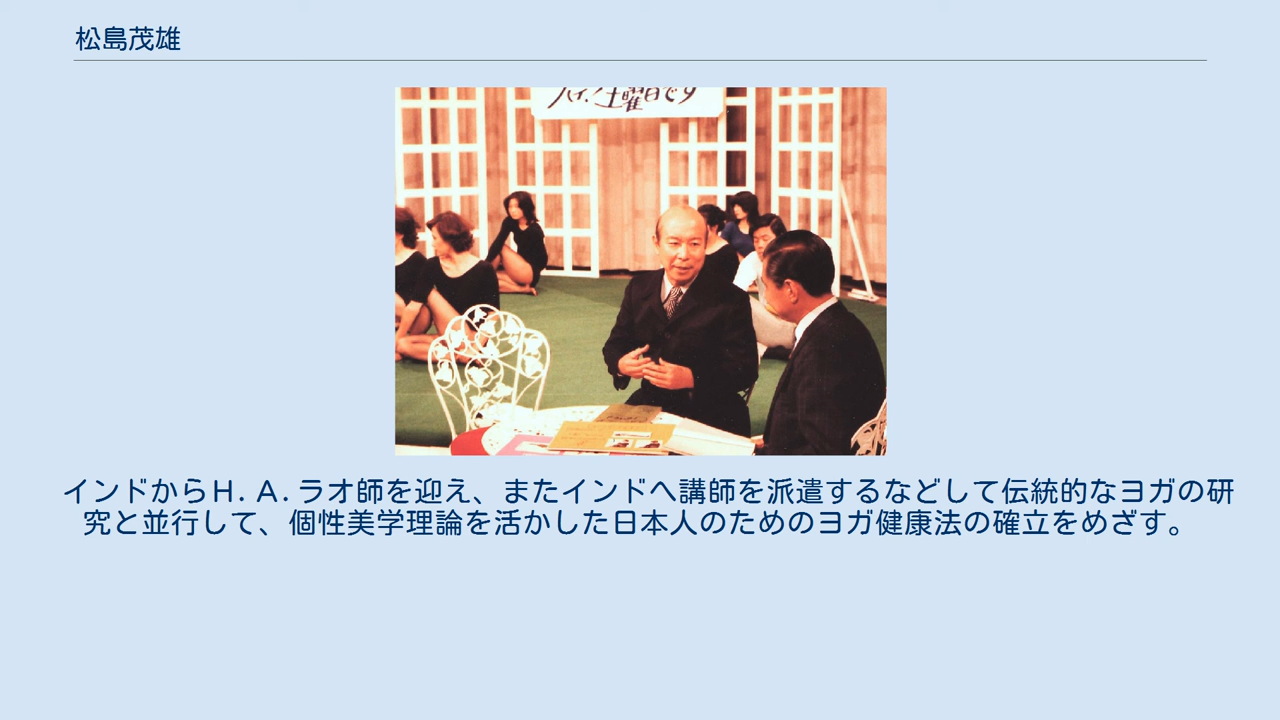 松島茂雄
ハイ!土曜日です
インドからＨ．Ａ．ラオ師を迎え、またインドへ講師を派遣するなどして伝統的なヨガの研
究と並行して、個性美学理論を活かした日本人のためのヨガ健康法の確立をめざす。